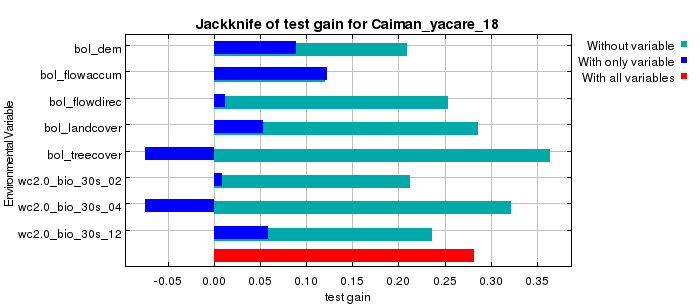 Jackknife of test gain for Caiman_yacare_18
Environmental Variable
bol_dem
bol_flowaccum
bol_flowdirec
bol_landcover
bol_treecover
wc2.0_bio_30s_02
wc2.0_bio_30s_04
wc2.0_bio_30s_12
Without variable
With only variable
With all variables
-0.05 0.00 0.05 0.10 0.15 0.20 0.25 0.30 0.35
test gain